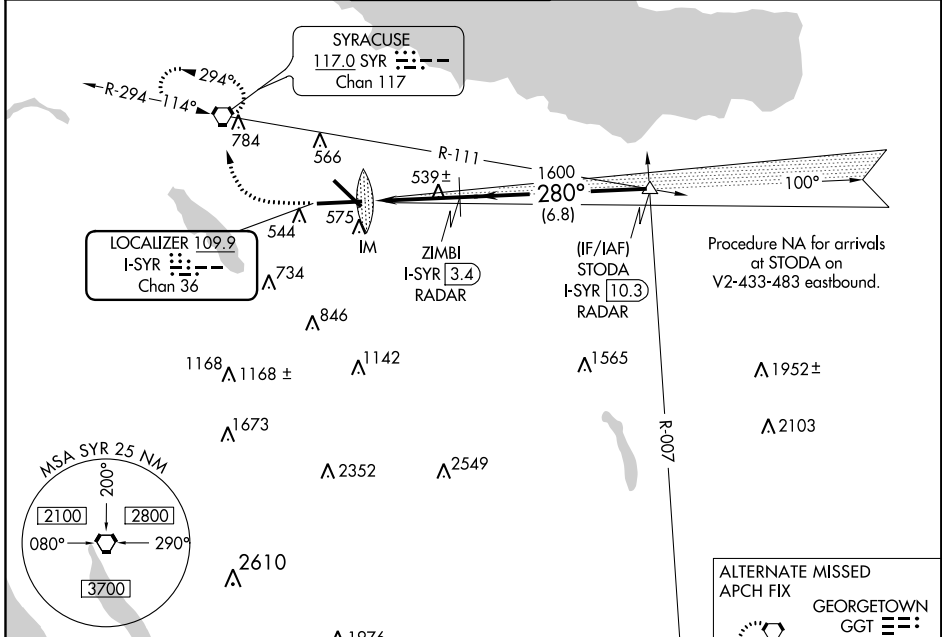 SYRACUSE
117.0 SYR
Chan 117
294°
R-294
114°
784
566
R-111
1600
539 ±
280°
(6.8)
100°
544
575
IM
LOCALIZER 109.9
I-SYR
Chan 36
ZIMBI
I-SYR 3.4
RADAR
(IF/IAF)
STODA
I-SYR 10.3
RADAR
Procedure NA for arrivals
at STODA on
V2-433-483 eastbound.
734
846
1168
1168 ±
1142
1565
1952 ±
1673
2103
R-007
2352
2549
MSA SYR 25 NM
200°
2100
2800
080°
290°
3700
2610
ALTERNATE MISSED
APCH FIX
GEORGETOWN
GGT
1976